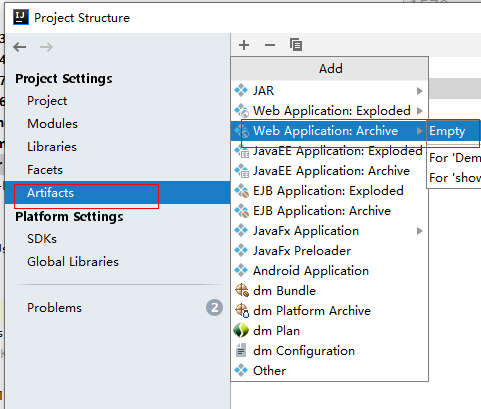 Project Structure
Project Settings
Project
Modules
Libraries
Facets
Artifacts
Platform Settings
SDKs
Global Libraries
Problems
2
Add
JAR
Web Application: Exploded
Web Application: Archive
JavaEE Application: Exploded
JavaEE Application: Archive
EJB Application: Exploded
EJB Application: Archive
JavaFx Application
JavaFx Preloader
Android Application
dm Bundle
dm Platform Archive
dm Plan
dm Configuration
Other
Empty
For 'Dem
For 'show